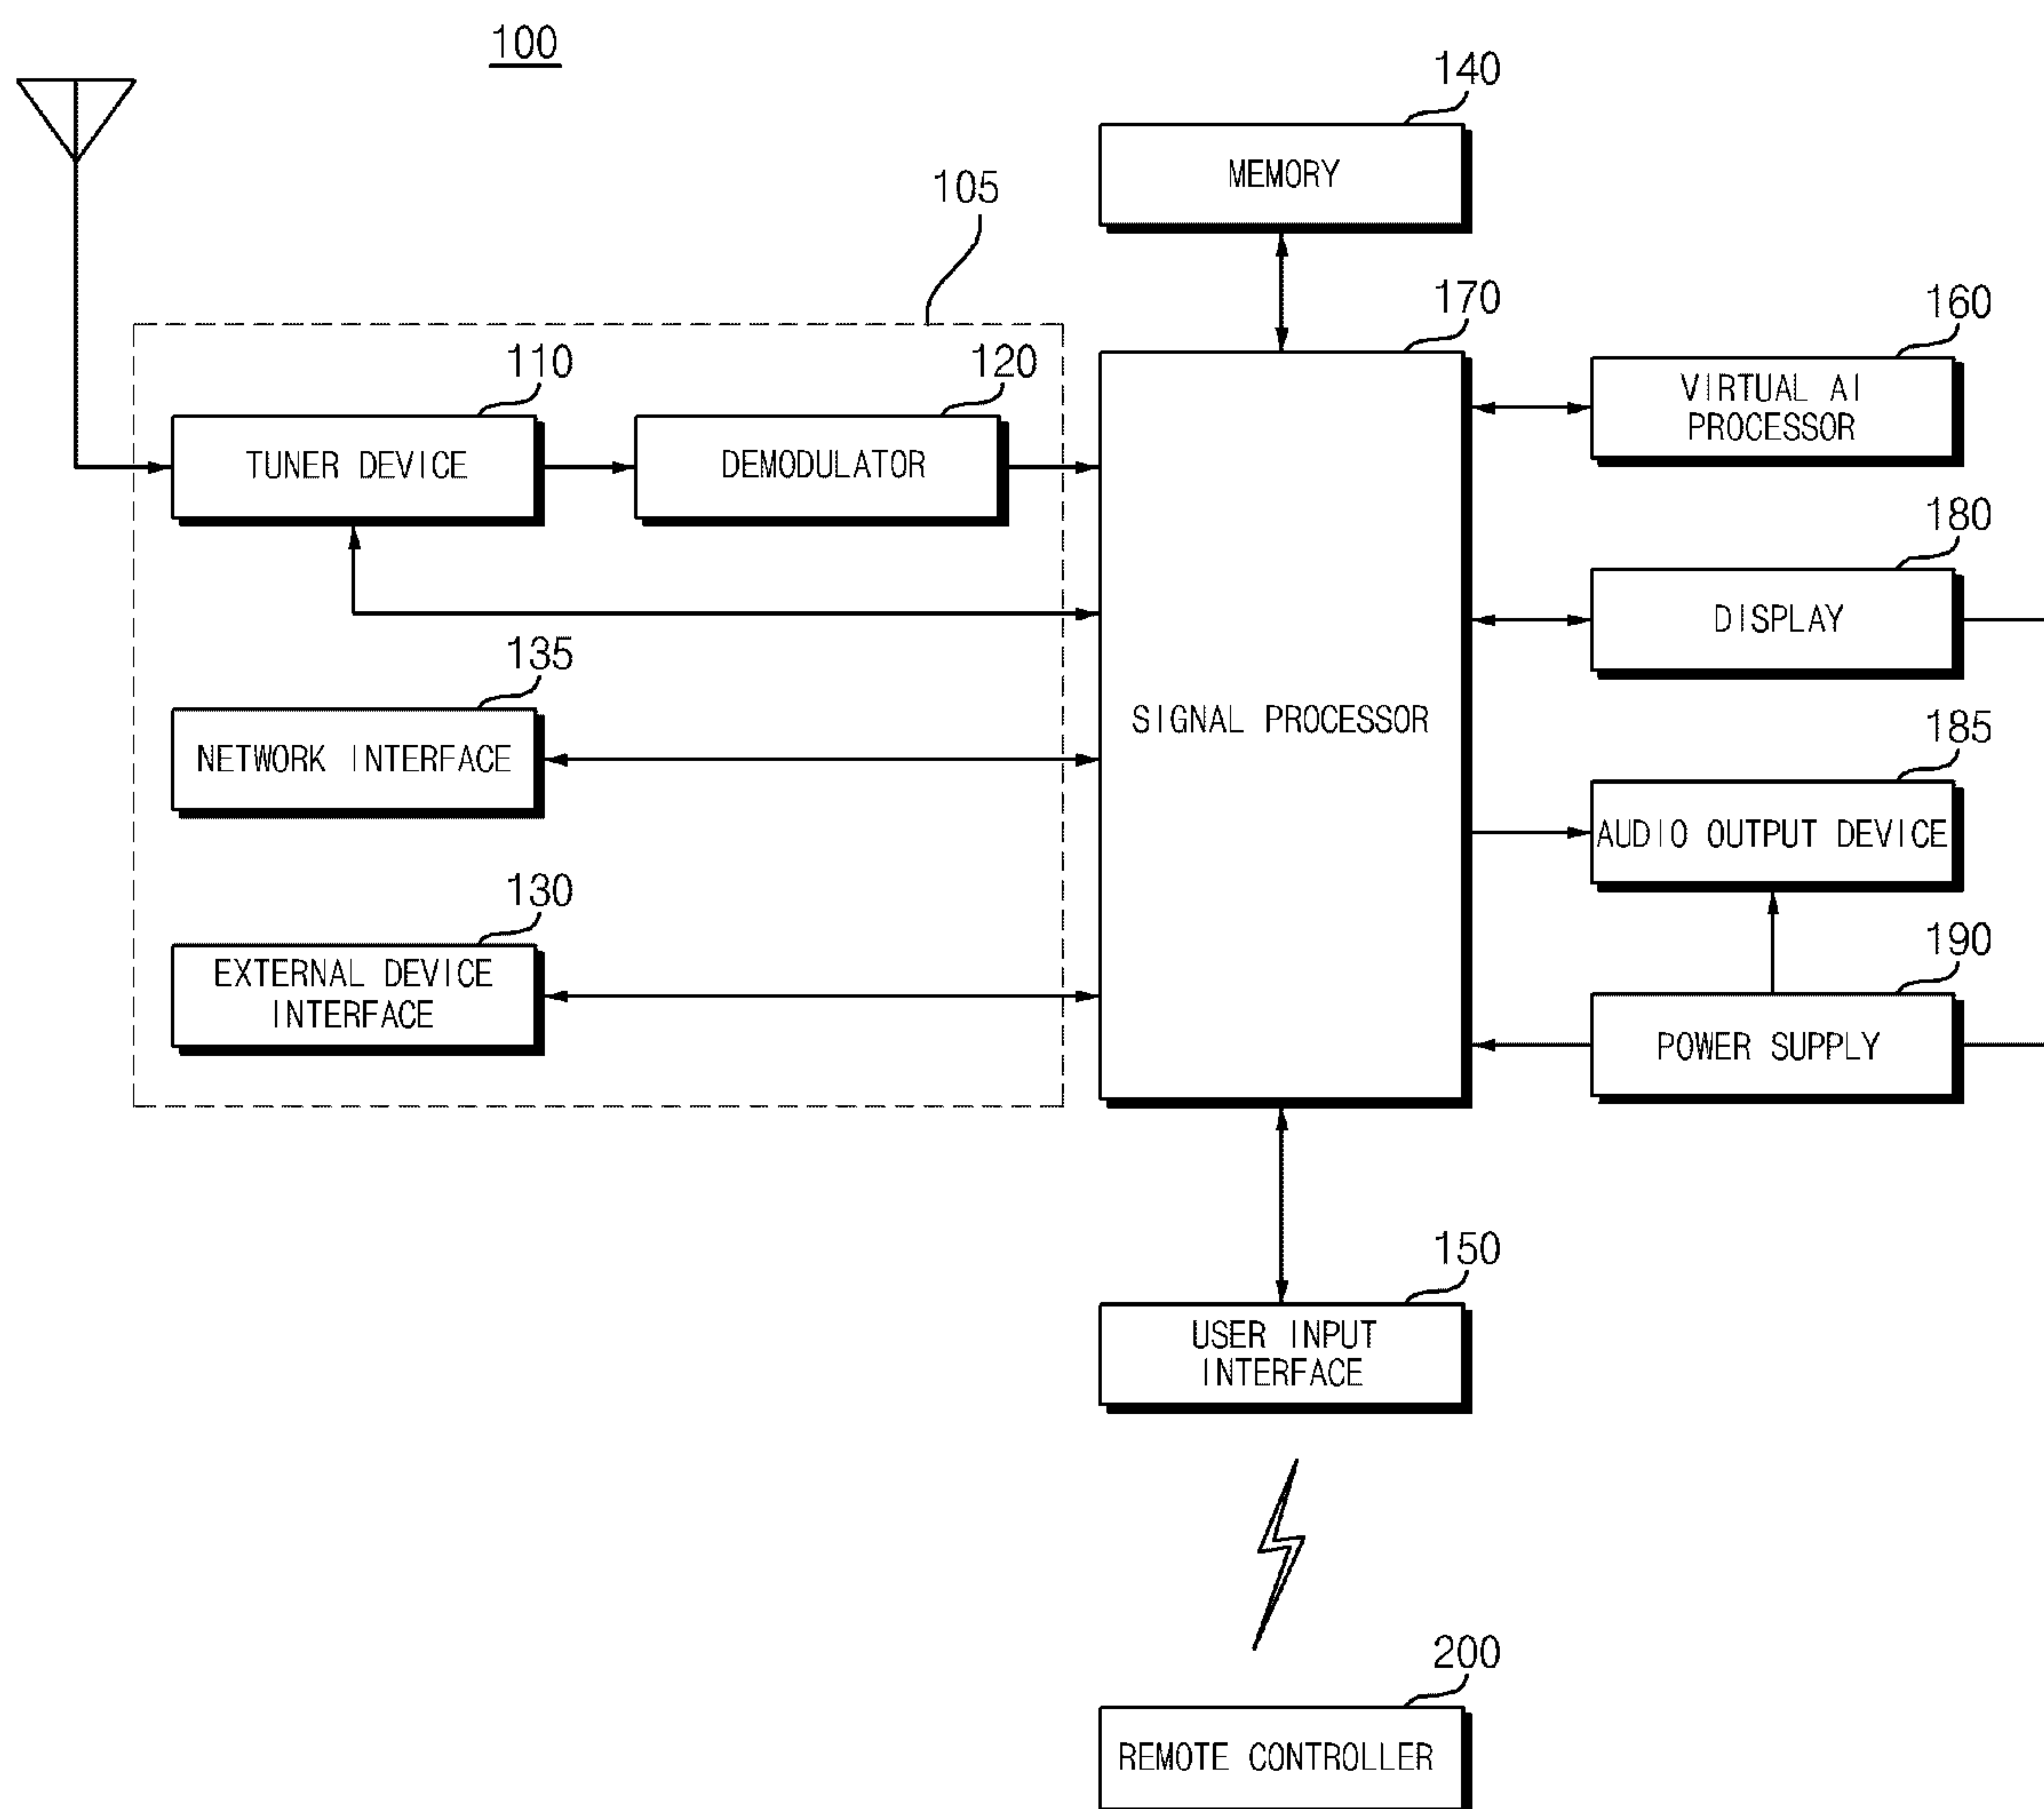 100
140
MEMORY
105
170
160
VIRTUAL AI
PROCESSOR
110
120
TUNER DEVICE
DEMODULATOR
180
DISPLAY
135
NETWORK INTERFACE
SIGNAL PROCESSOR
185
AUDIO OUTPUT DEVICE
130
EXTERNAL DEVICE
INTERFACE
190
POWER SUPPLY
150
USER INPUT
INTERFACE
200
REMOTE CONTROLLER